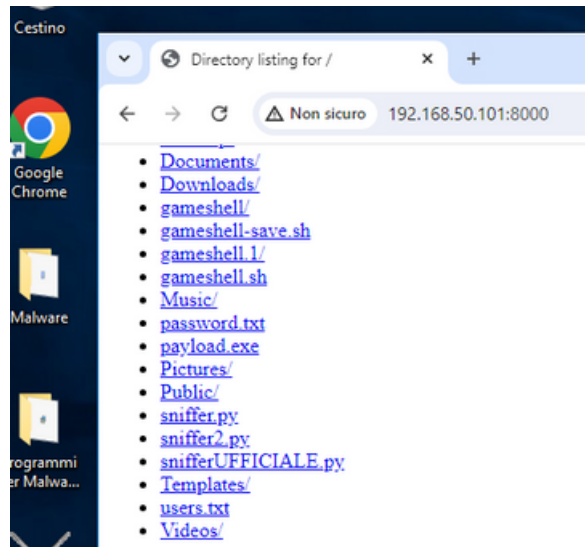 Cestino
Directory listing for /
Non sicuro 192.168.50.101:8000
Google
Chrome
Documents/
Downloads/
gameshell/
gameshell-save.sh
gameshell.1/
gameshell.sh
Music/
password.txt
payload.exe
Pictures/
Public/
sniffer.py
sniffer2.py
snifferUFFICIALE.py
Templates/
users.txt
Videos/
Malware
rogrammi
er Malwa...